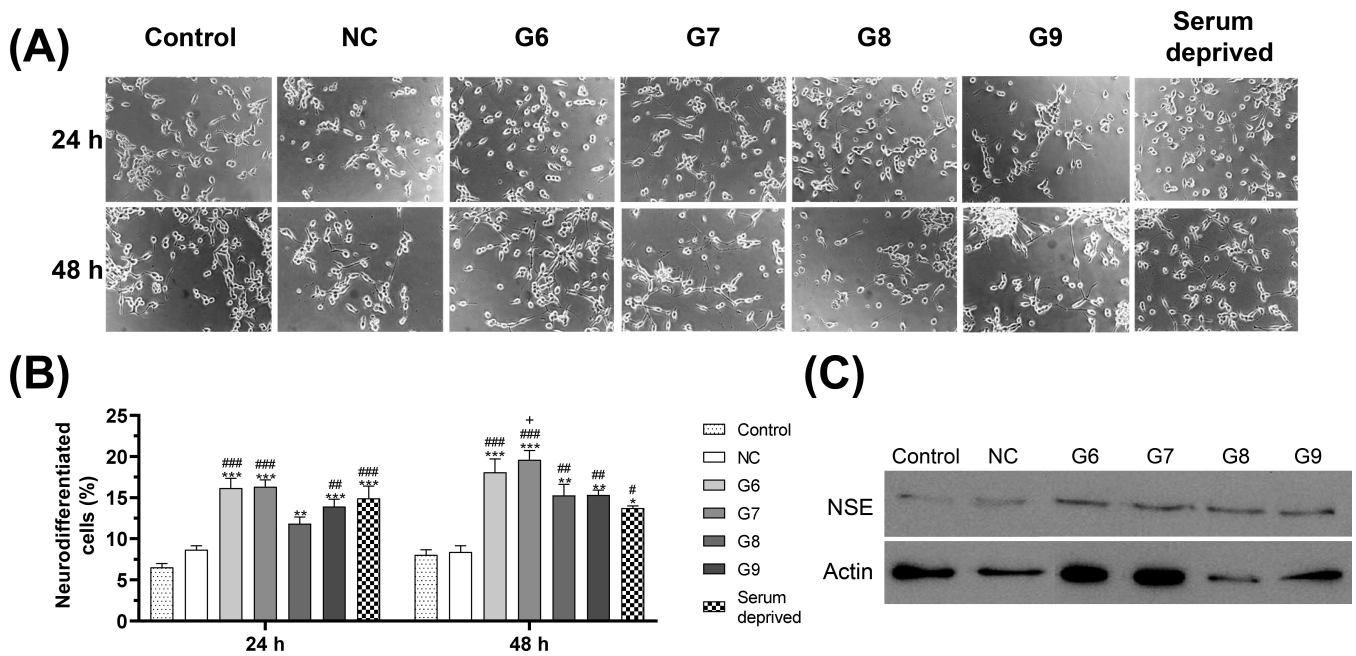 (A)
Control NC G6 G7 G8 G9 Serum
deprived
24 h
48 h
(B)
Neurodifferentiated
cells (%)
25
20
15
10
5
0
###
***
###
***
**
##
***
###
***
###
***
+
###
***
##
**
##
**
#
*
24 h 48 h
Control
NC
G6
G7
G8
G9
Serum
deprived
(C)
Control NC G6 G7 G8 G9
NSE
Actin